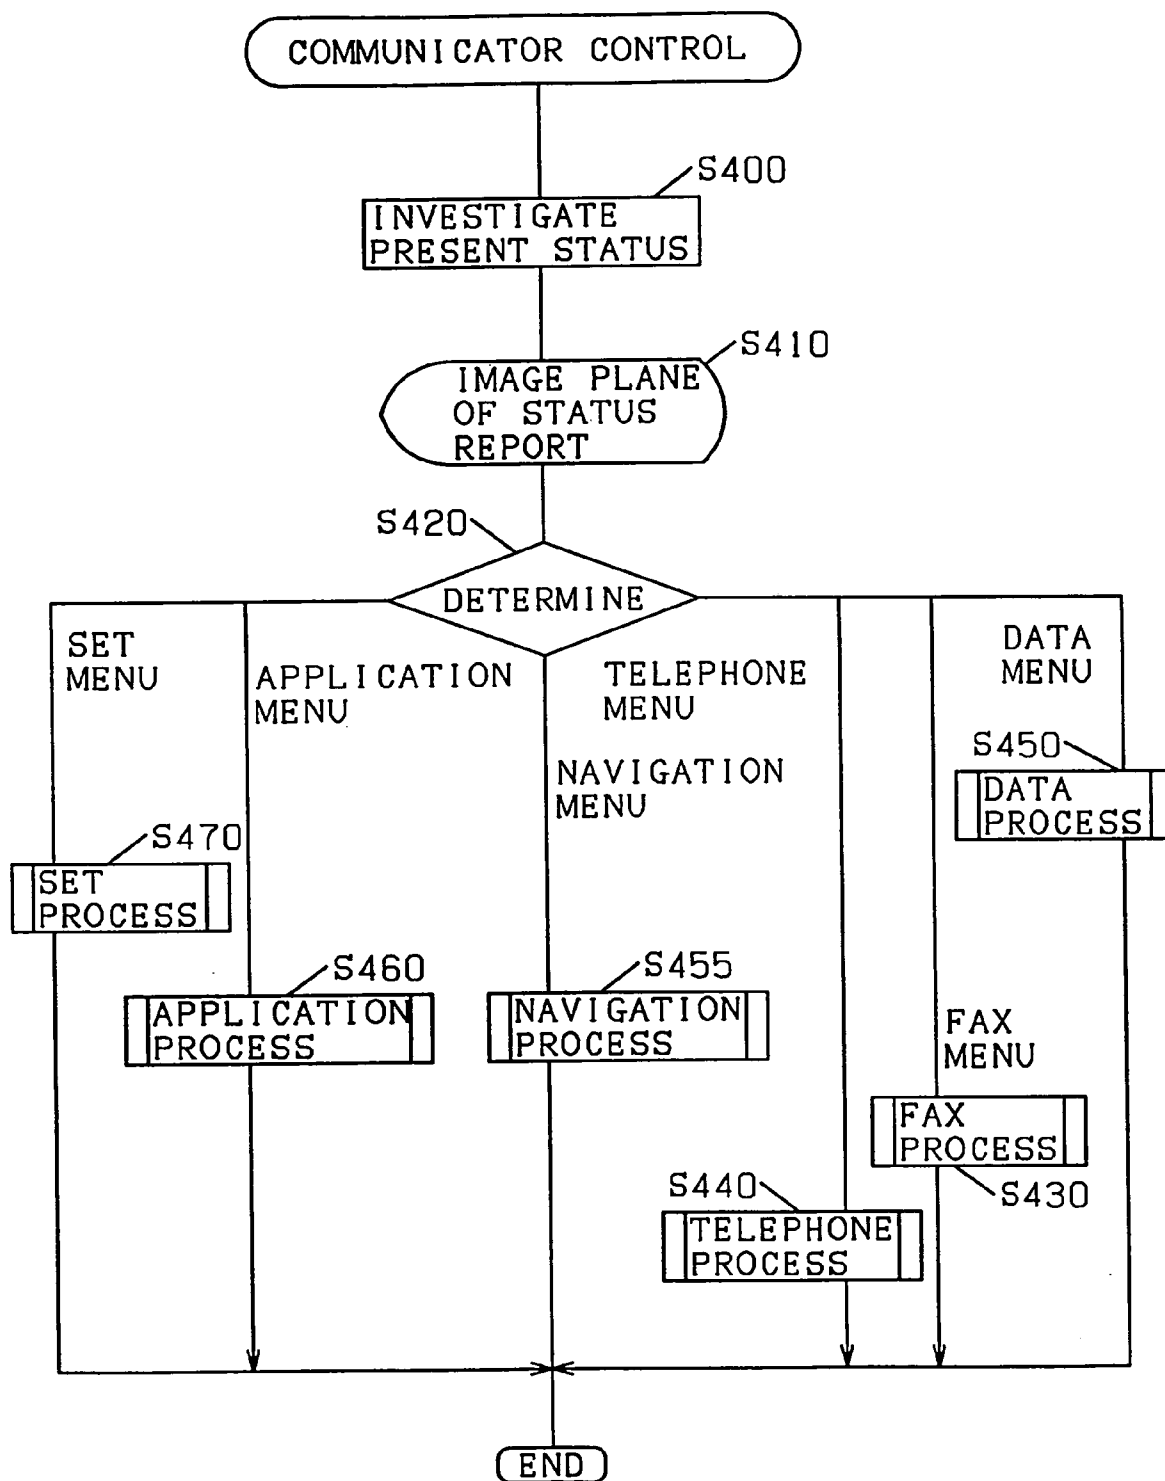 COMMUNICATOR CONTROL
S400
INVESTIGATE
PRESENT STATUS
S410
IMAGE PLANE
OF STATUS
REPORT
S420
DETERMINE
SET
MENU
APPLICATION
MENU
NAVIGATION
MENU
TELEPHONE
MENU
DATA
MENU
S450
DATA
PROCESS
S470
SET
PROCESS
S460
APPLICATION
PROCESS
S455
NAVIGATION
PROCESS
FAX
MENU
FAX
PROCESS
S430
S440
TELEPHONE
PROCESS
END